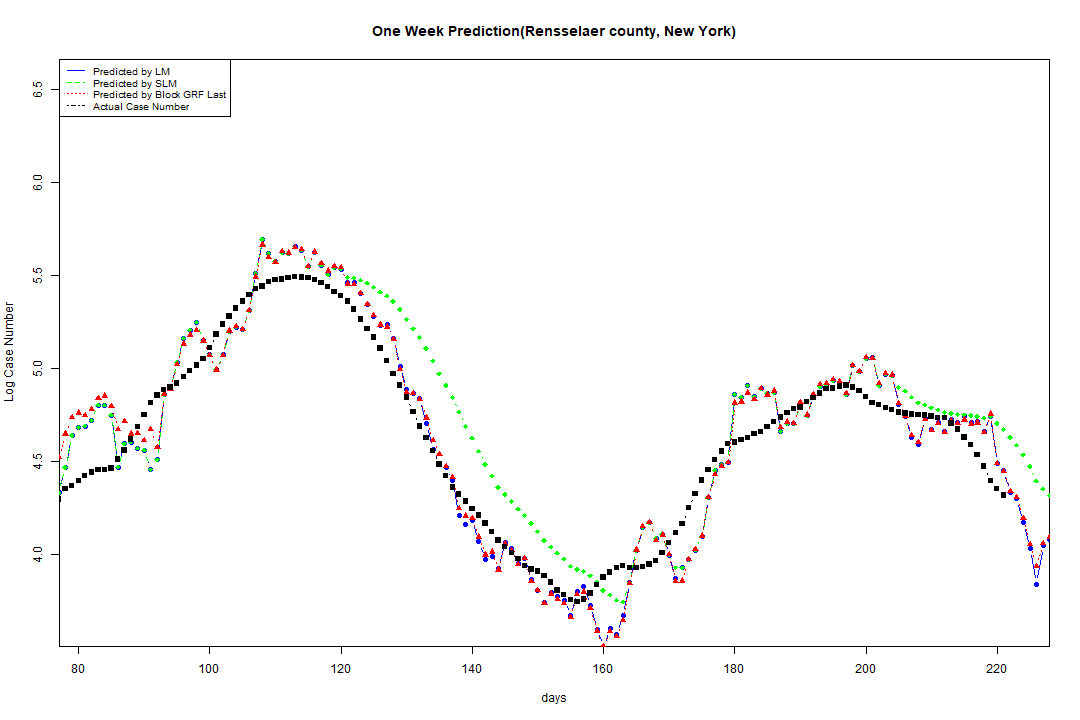 One Week Prediction(Rensselaer county, New York)
Predicted by LM
Predicted by SLM
Predicted by Block GRF Last
Actual Case Number
6.5
6.0
5.5
5.0
4.5
4.0
Log Case Number
80 100 120 140 160 180 200 220
days